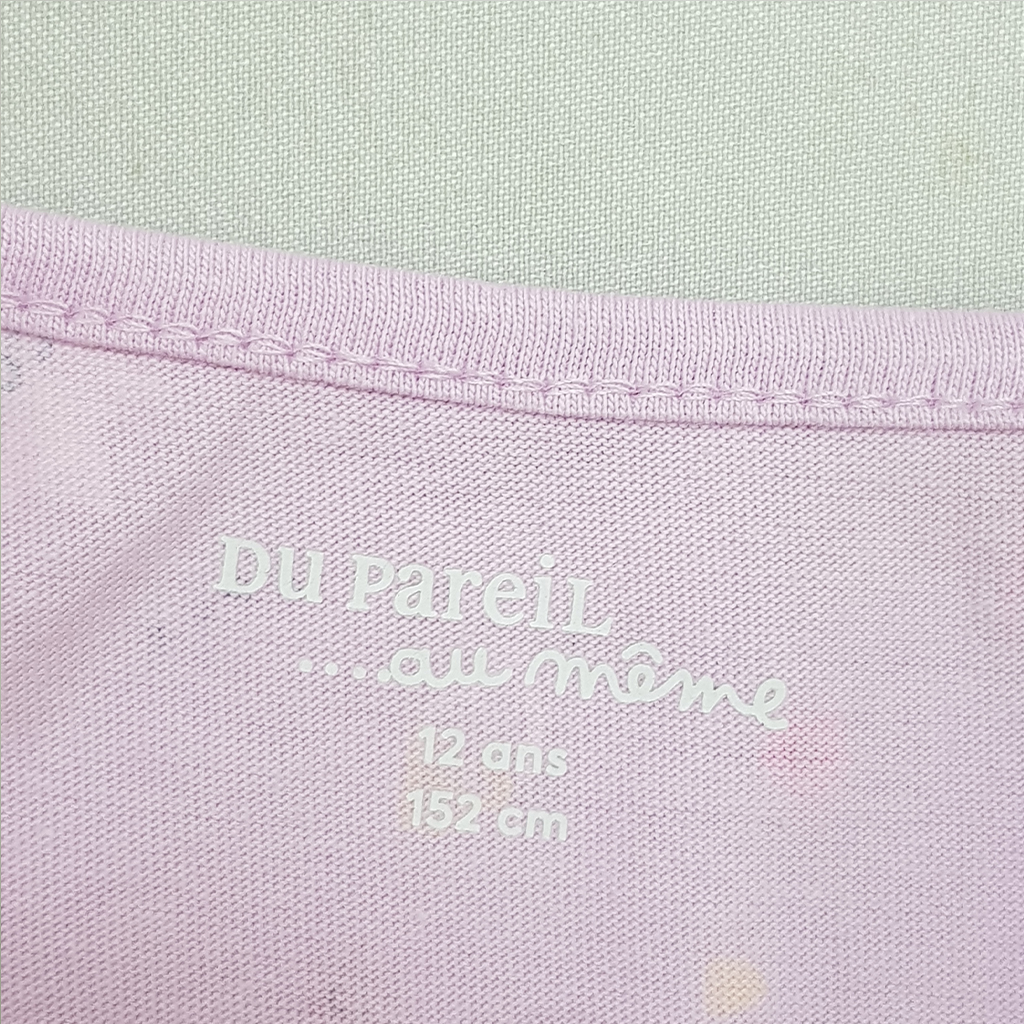 DU PareiL
....au même
12 ans
152 cm